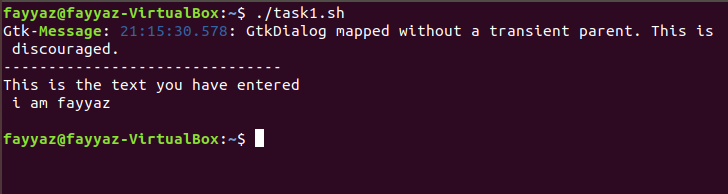 fayyaz@fayyaz-VirtualBox:~$ ./task1.sh
Gtk-Message: 21:15:30.578: GtkDialog mapped without a transient parent. This is
 discouraged.
-------------------------------
This is the text you have entered
 i am fayyaz
fayyaz@fayyaz-VirtualBox:~$